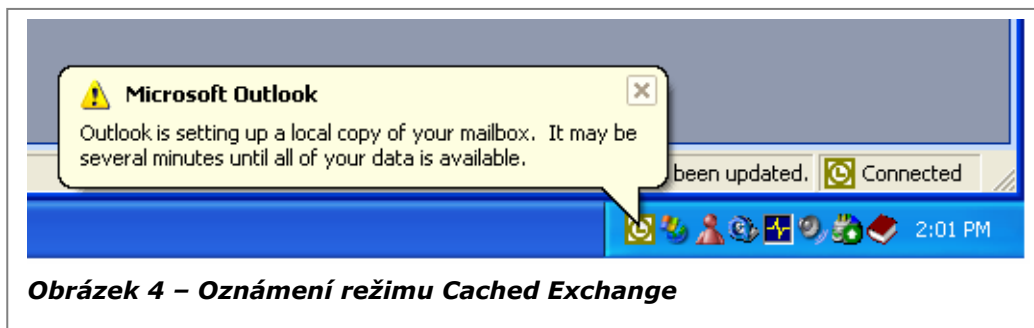 Microsoft Outlook
Outlook is setting up a local copy of your mailbox. It may be
several minutes until all of your data is available.
been updated. Connected
2:01 PM
Obrázek 4 – Oznámení režimu Cached Exchange